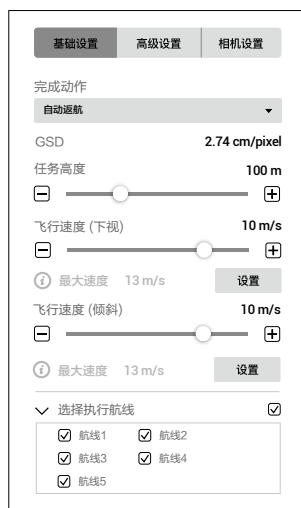 基础设置 高级设置 相机设置
完成动作
自动返航
GSD 2.74 cm/pixel
任务高度 100 m
飞行速度 (下视) 10 m/s
最大速度 13 m/s 设置
飞行速度 (倾斜) 10 m/s
最大速度 13 m/s 设置
选择执行航线
航线1 航线2
航线3 航线4
航线5